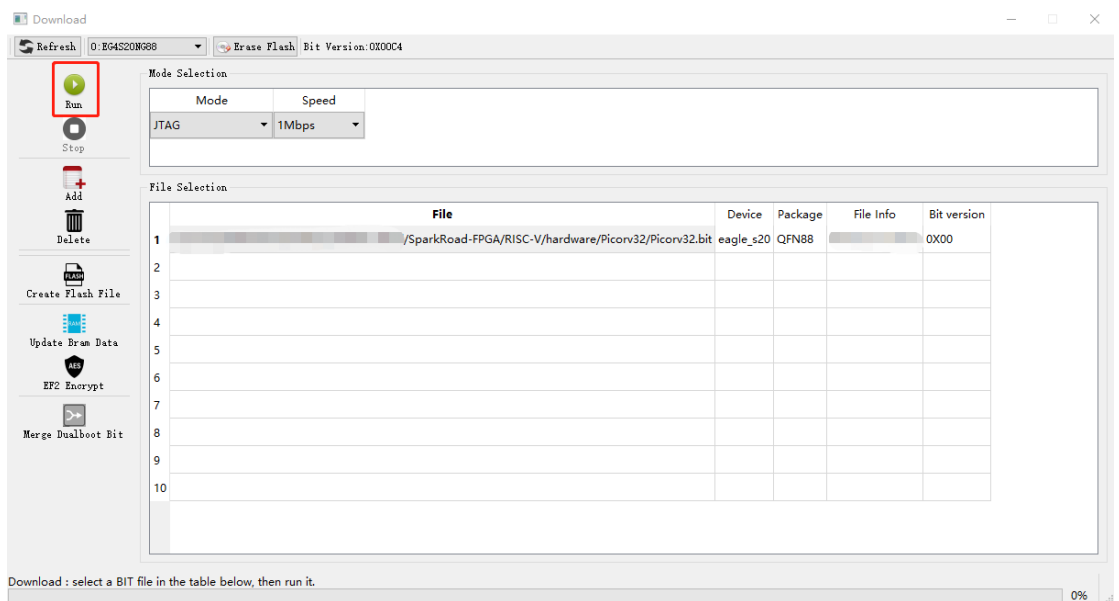 Download
Refresh 0:EG4S20NG88 Erase Flash Bit Version:0X00C4
Run
Stop
Add
Delete
Create Flash File
Update Bram Data
EF2 Encrypt
Merge Dualboot Bit
Mode Selection
Mode Speed
JTAG 1Mbps
File Selection
File Device Package File Info Bit version
1 /SparkRoad-FPGA/RISC-V/hardware/Picorv32/Picorv32.bit eagle_s20 QFN88 0X00
2
3
4
5
6
7
8
9
10
Download : select a BIT file in the table below, then run it.
0%